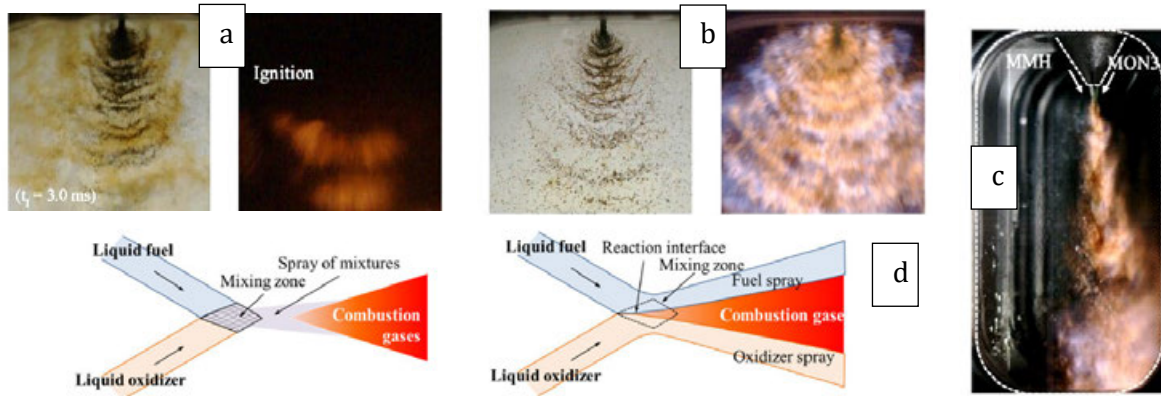 a
Ignition
(tᵢ = 3.0 ms)
b
MMH
MON3
c
Liquid fuel
Mixing zone
Spray of mixtures
Combustion
gases
Liquid oxidizer
Liquid fuel
Reaction interface
Mixing zone
Fuel spray
Combustion gase
Oxidizer spray
Liquid oxidizer
d